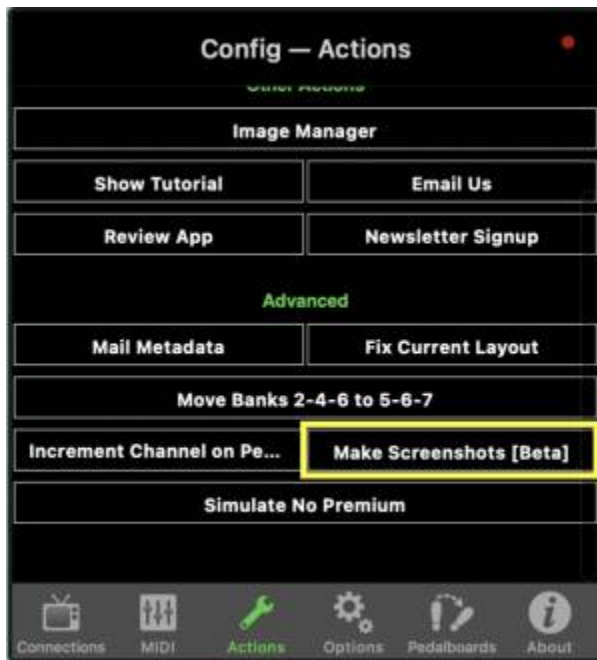 Config — Actions
Other Actions
Image Manager
Show Tutorial
Email Us
Review App
Newsletter Signup
Advanced
Mail Metadata
Fix Current Layout
Move Banks 2-4-6 to 5-6-7
Increment Channel on Pe...
Make Screenshots [Beta]
Simulate No Premium
Connections
MIDI
Actions
Options
Pedalboards
About